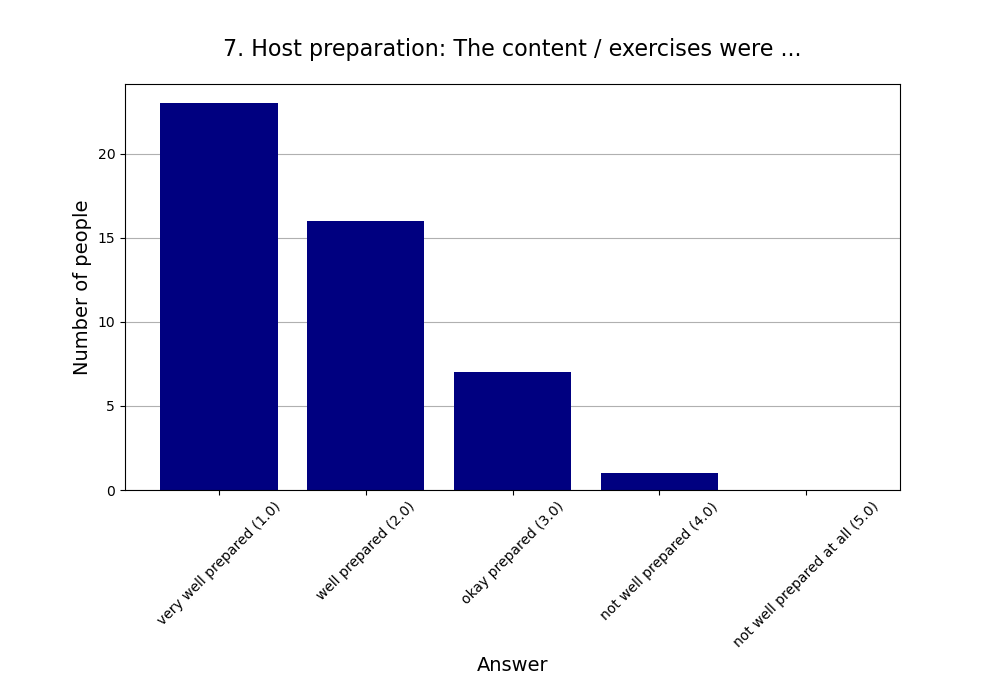 7. Host preparation: The content / exercises were ...
Number of people
20
15
10
5
0
very well prepared (1.0)
well prepared (2.0)
okay prepared (3.0)
not well prepared (4.0)
not well prepared at all (5.0)
Answer